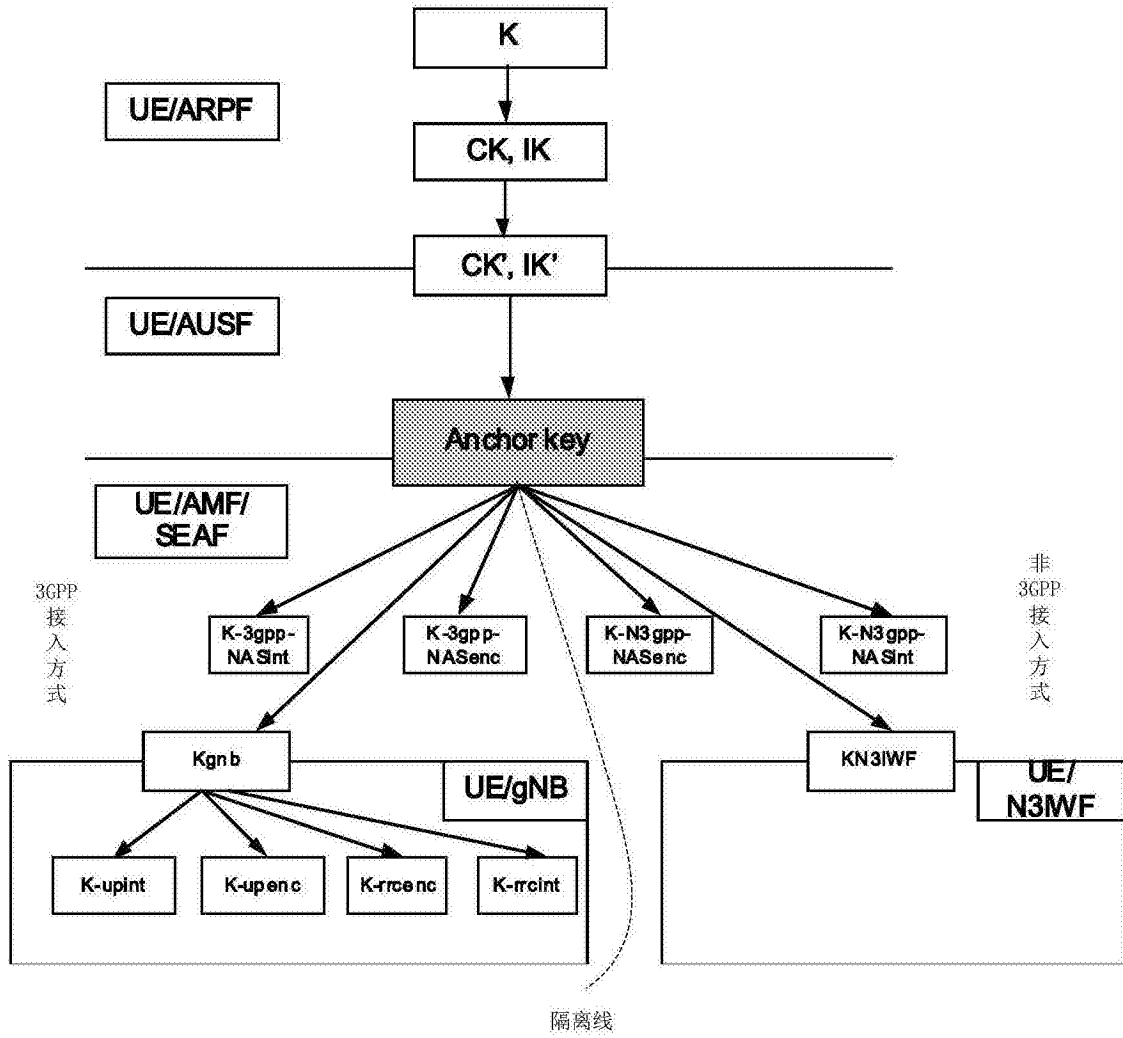 K
UE/ARPF
CK, IK
CK', IK'
UE/AUSF
Anchor key
UE/AMF/
SEAF
3GPP
接
入
方
式
非
3GPP
接
入
方
式
K-3gpp-
NASint
K-3gpp-
NASenc
K-N3gpp-
NASenc
K-N3gpp-
NASint
Kgnb
KN3IWF
UE/gNB
UE/
N3IWF
K-upint
K-upenc
K-rrcenc
K-rrcint
隔离线